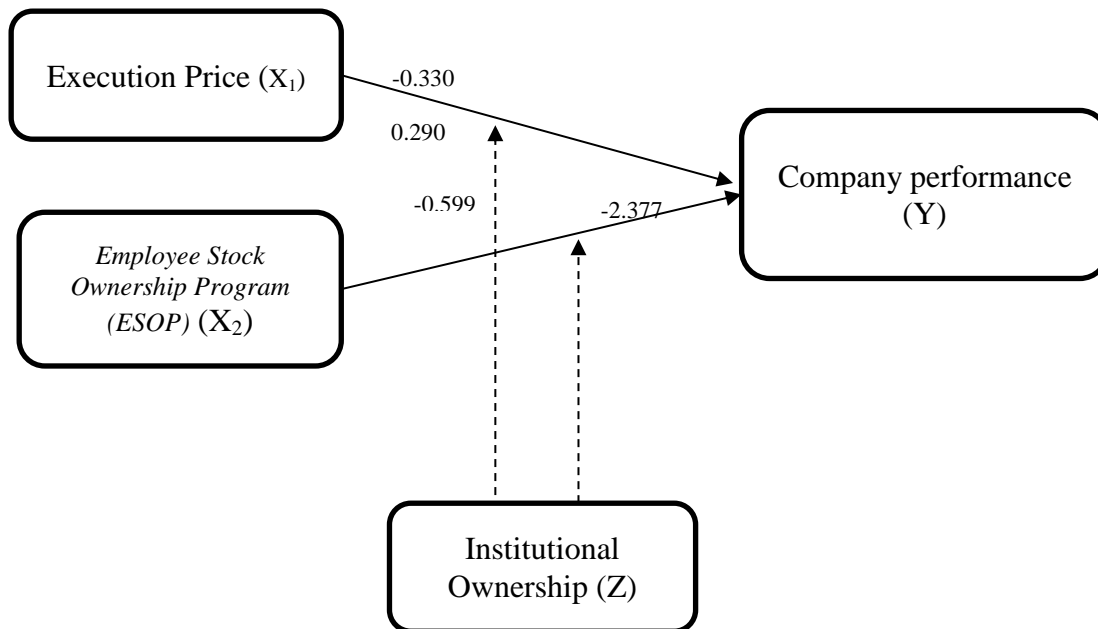 Execution Price (X₁)
-0.330
0.290
-0.599
-2.377
Company performance
(Y)
Employee Stock
Ownership Program
(ESOP) (X₂)
Institutional
Ownership (Z)